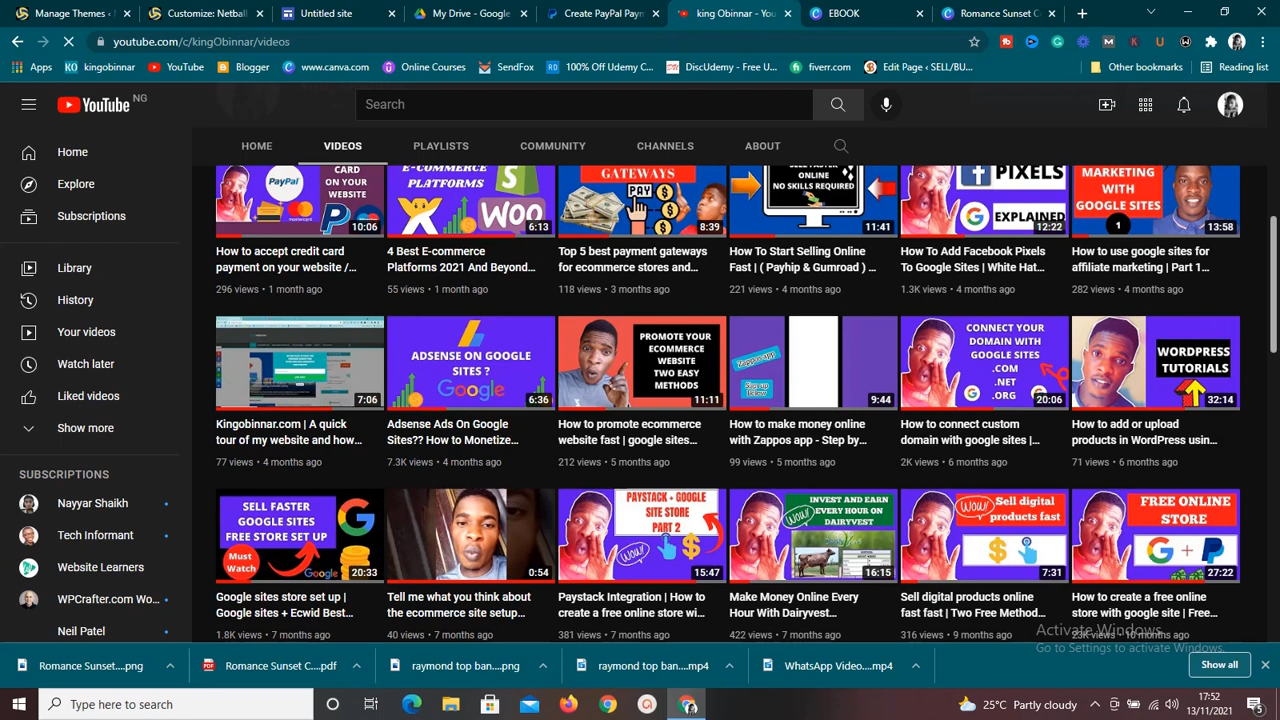 Manage Themes ‹ M
Customize: Netball
Untitled site
My Drive - Google
Create PayPal Payn
king Obinnar - You
EBOOK
Romance Sunset C
youtube.com/c/kingObinnar/videos
Apps
kingobinnar
YouTube
Blogger
www.canva.com
Online Courses
SendFox
100% Off Udemy C...
DiscUdemy - Free U...
fiverr.com
Edit Page ‹ SELL/BU...
Other bookmarks
Reading list
YouTube NG
Search
HOME
VIDEOS
PLAYLISTS
COMMUNITY
CHANNELS
ABOUT
Home
Explore
Subscriptions
Library
History
Your videos
Watch later
Liked videos
Show more
SUBSCRIPTIONS
Nayyar Shaikh
Tech Informant
Website Learners
WPCrafter.com Wo...
Neil Patel
CARD
ON YOUR
WEBSITE
PayPal
10:06
How to accept credit card
payment on your website /...
296 views • 1 month ago
E-COMMERCE
PLATFORMS
WOO
6:13
4 Best E-commerce
Platforms 2021 And Beyond...
55 views • 1 month ago
GATEWAYS
PAY
8:39
Top 5 best payment gateways
for ecommerce stores and...
118 views • 3 months ago
SELL FASTER
ONLINE
NO SKILLS
REQUIRED
11:41
How To Start Selling Online
Fast | ( Payhip & Gumroad ) ...
221 views • 4 months ago
PIXELS
EXPLAINED
12:22
How To Add Facebook Pixels
To Google Sites | White Hat...
1.3K views • 4 months ago
MARKETING
WITH GOOGLE
SITES
1
13:58
How to use google sites for
affiliate marketing | Part 1...
282 views • 4 months ago
7:06
Kingobinnar.com | A quick
tour of my website and how...
77 views • 4 months ago
ADSENSE ON GOOGLE
SITES ?
Google
6:36
Adsense Ads On Google
Sites?? How to Monetize...
7.3K views • 4 months ago
PROMOTE YOUR
ECOMMERCE
WEBSITE
TWO EASY
METHODS
11:11
How to promote ecommerce
website fast | google sites...
212 views • 5 months ago
Sign up
9:44
How to make money online
with Zappos app - Step by...
99 views • 5 months ago
CONNECT YOUR
DOMAIN WITH
GOOGLE SITES
.COM
.NET
.ORG
20:06
How to connect custom
domain with google sites |...
2K views • 6 months ago
WORDPRESS
TUTORIALS
32:14
How to add or upload
products in WordPress usin...
71 views • 6 months ago
SELL FASTER
GOOGLE SITES
FREE STORE SET UP
Must
Watch
Google
20:33
Google sites store set up |
Google sites + Ecwid Best...
1.8K views • 7 months ago
0:54
Tell me what you think about
the ecommerce site setup...
40 views • 7 months ago
PAYSTACK + GOOGLE
SITE STORE
PART 2
WOW!
15:47
Paystack Integration | How to
create a free online store wi...
381 views • 7 months ago
INVEST AND EARN
EVERY HOUR ON
DAIRYVEST
Wow!
16:15
Make Money Online Every
Hour With Dairyvest...
422 views • 7 months ago
Wow!
Sell digital
products fast
7:31
Sell digital products online
fast fast | Two Free Method...
316 views • 9 months ago
FREE ONLINE
STORE
G + P
27:22
How to create a free online
store with google site | Free...
23K views • 10 months ago
Activate Windows
Go to Settings to activate Windows.
Romance Sunset....png
Romance Sunset C....pdf
raymond top ban....png
raymond top ban....mp4
WhatsApp Video....mp4
Show all
Type here to search
25°C Partly cloudy
17:52
13/11/2021
5